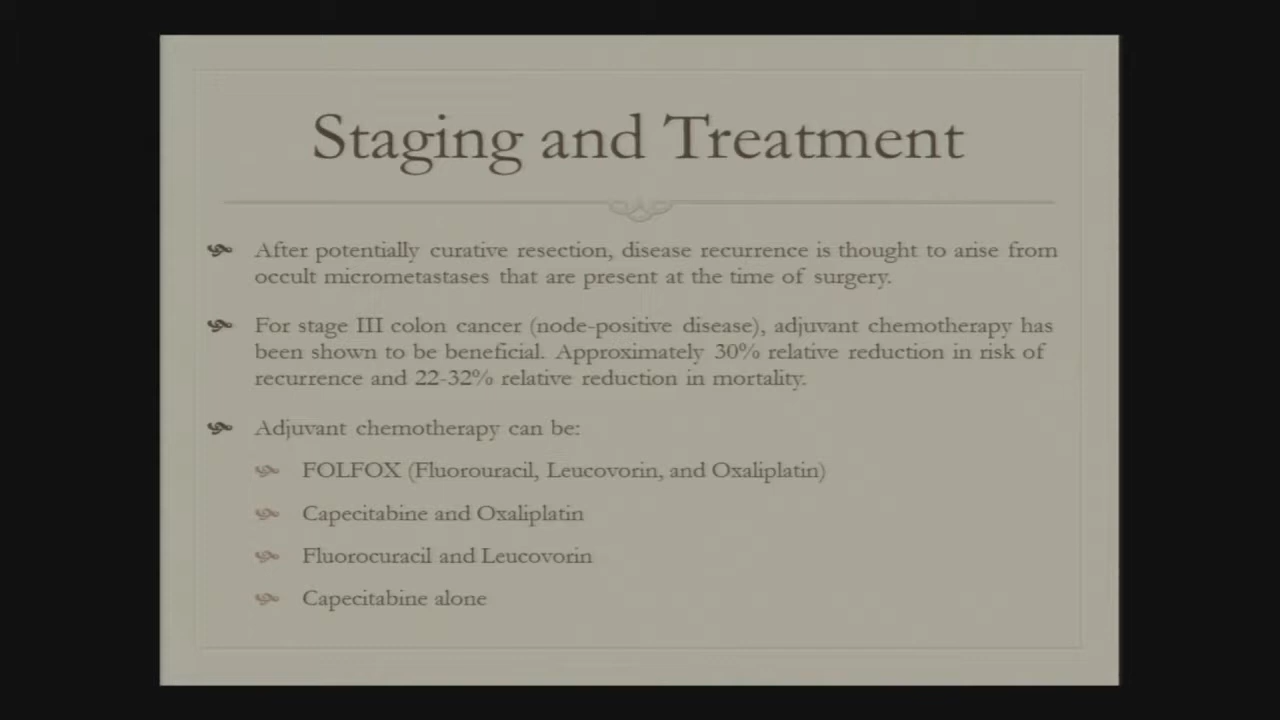 Staging and Treatment
After potentially curative resection, disease recurrence is thought to arise from
occult micrometastases that are present at the time of surgery.
For stage III colon cancer (node-positive disease), adjuvant chemotherapy has
been shown to be beneficial. Approximately 30% relative reduction in risk of
recurrence and 22-32% relative reduction in mortality.
Adjuvant chemotherapy can be:
FOLFOX (Fluorouracil, Leucovorin, and Oxaliplatin)
Capecitabine and Oxaliplatin
Fluorocuracil and Leucovorin
Capecitabine alone